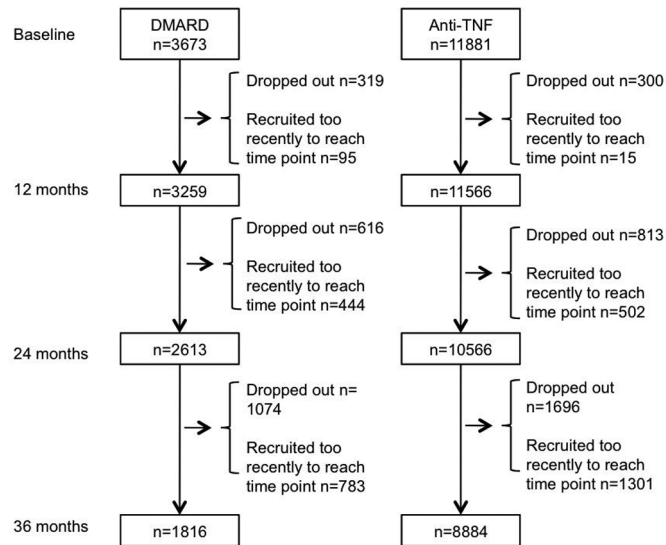 Baseline
DMARD
n=3673
Anti-TNF
n=11881
Dropped out n=319
Recruited too
recently to reach
time point n=95
Dropped out n=300
Recruited too
recently to reach
time point n=15
12 months
n=3259
n=11566
Dropped out n=616
Recruited too
recently to reach
time point n=444
Dropped out n=813
Recruited too
recently to reach
time point n=502
24 months
n=2613
n=10566
Dropped out n=
1074
Recruited too
recently to reach
time point n=783
Dropped out
n=1696
Recruited too
recently to reach
time point n=1301
36 months
n=1816
n=8884